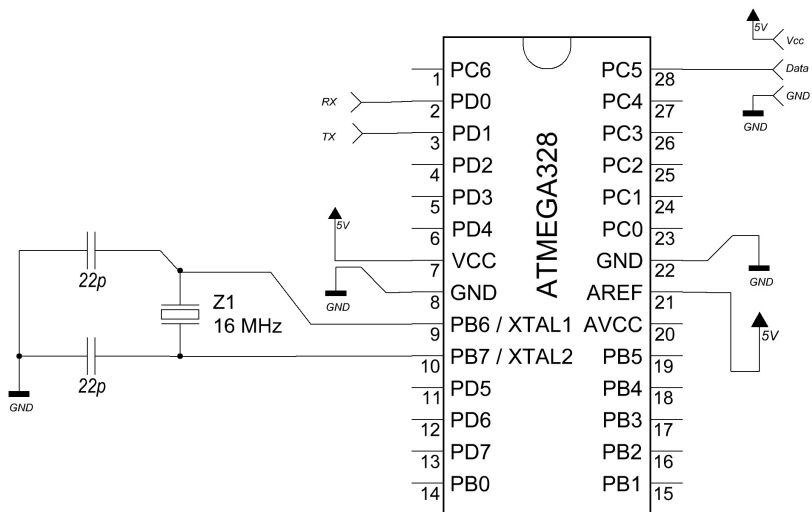 5V
Vcc
Data
GND
GND
RX
TX
1 PC6
2 PD0
3 PD1
4 PD2
5 PD3
6 PD4
7 VCC
8 GND
9 PB6 / XTAL1
10 PB7 / XTAL2
11 PD5
12 PD6
13 PD7
14 PB0
ATMEGA328
PC5 28
PC4 27
PC3 26
PC2 25
PC1 24
PC0 23
GND 22
AREF 21
AVCC 20
PB5 19
PB4 18
PB3 17
PB2 16
PB1 15
5V
GND
GND
5V
22p
Z1
16 MHz
22p
GND